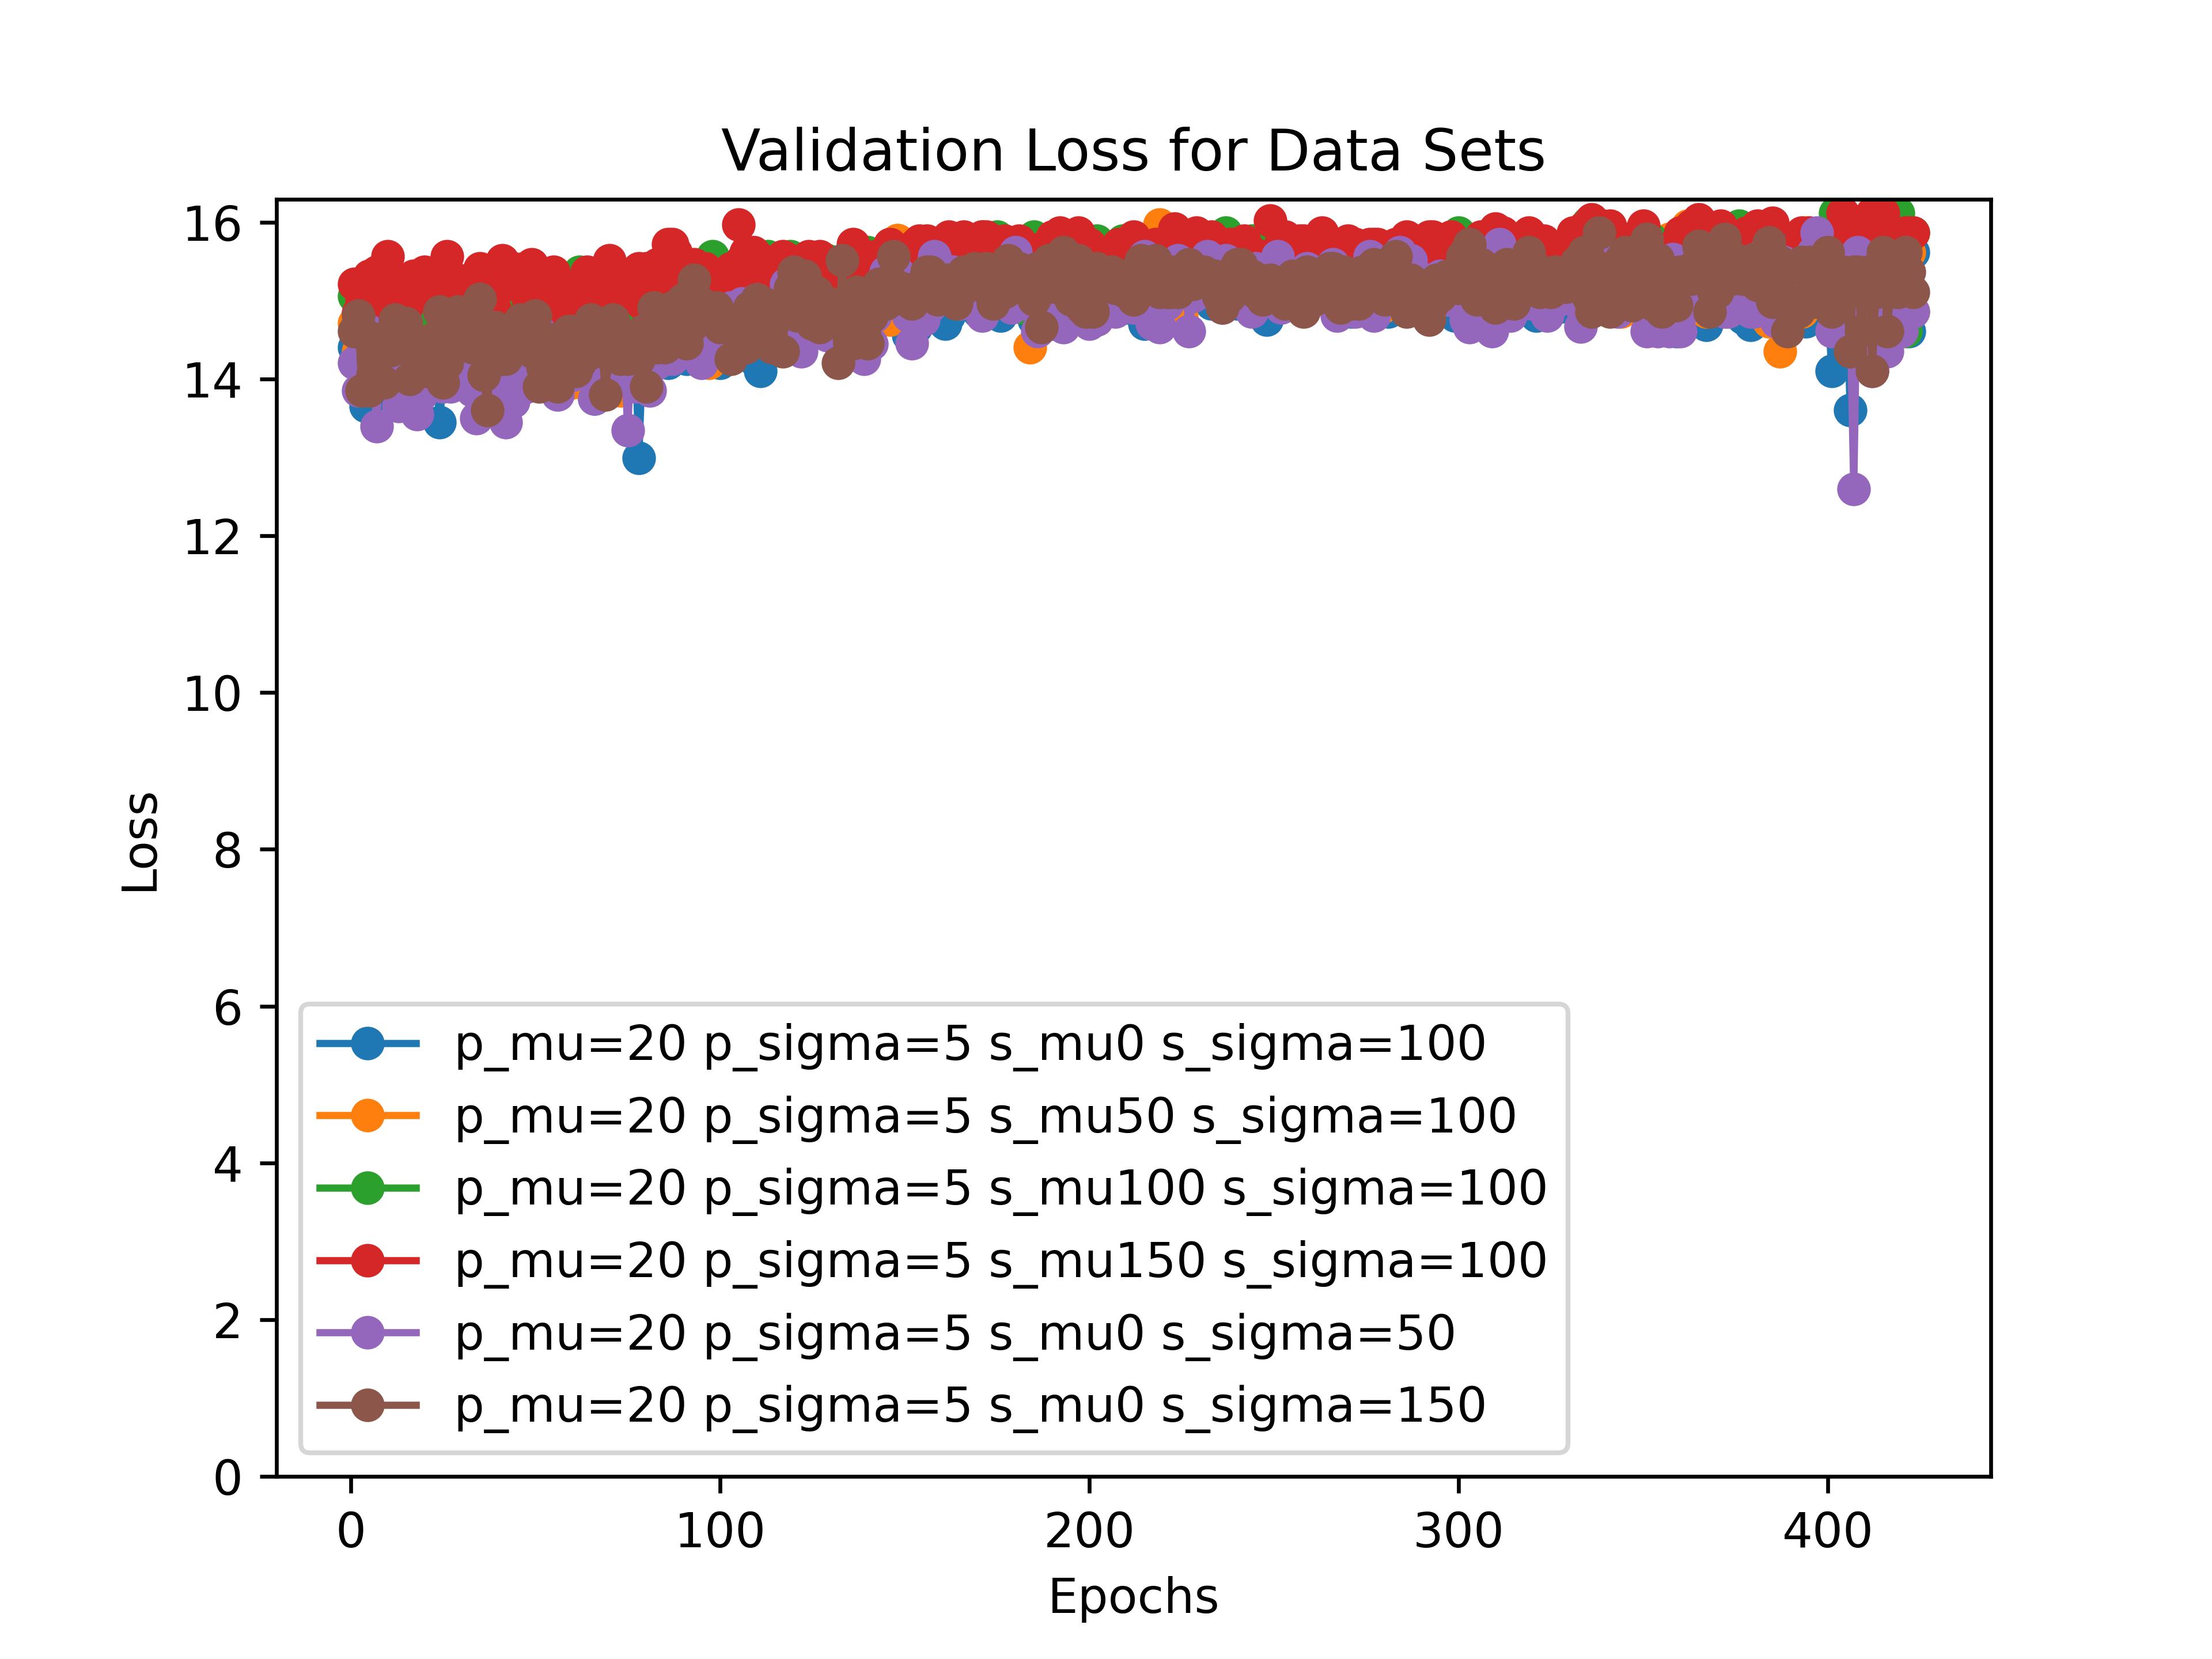 Validation Loss for Data Sets
16
14
12
10
8
6
4
2
0
Loss
p_mu=20 p_sigma=5 s_mu0 s_sigma=100
p_mu=20 p_sigma=5 s_mu50 s_sigma=100
p_mu=20 p_sigma=5 s_mu100 s_sigma=100
p_mu=20 p_sigma=5 s_mu150 s_sigma=100
p_mu=20 p_sigma=5 s_mu0 s_sigma=50
p_mu=20 p_sigma=5 s_mu0 s_sigma=150
0 100 200 300 400
Epochs